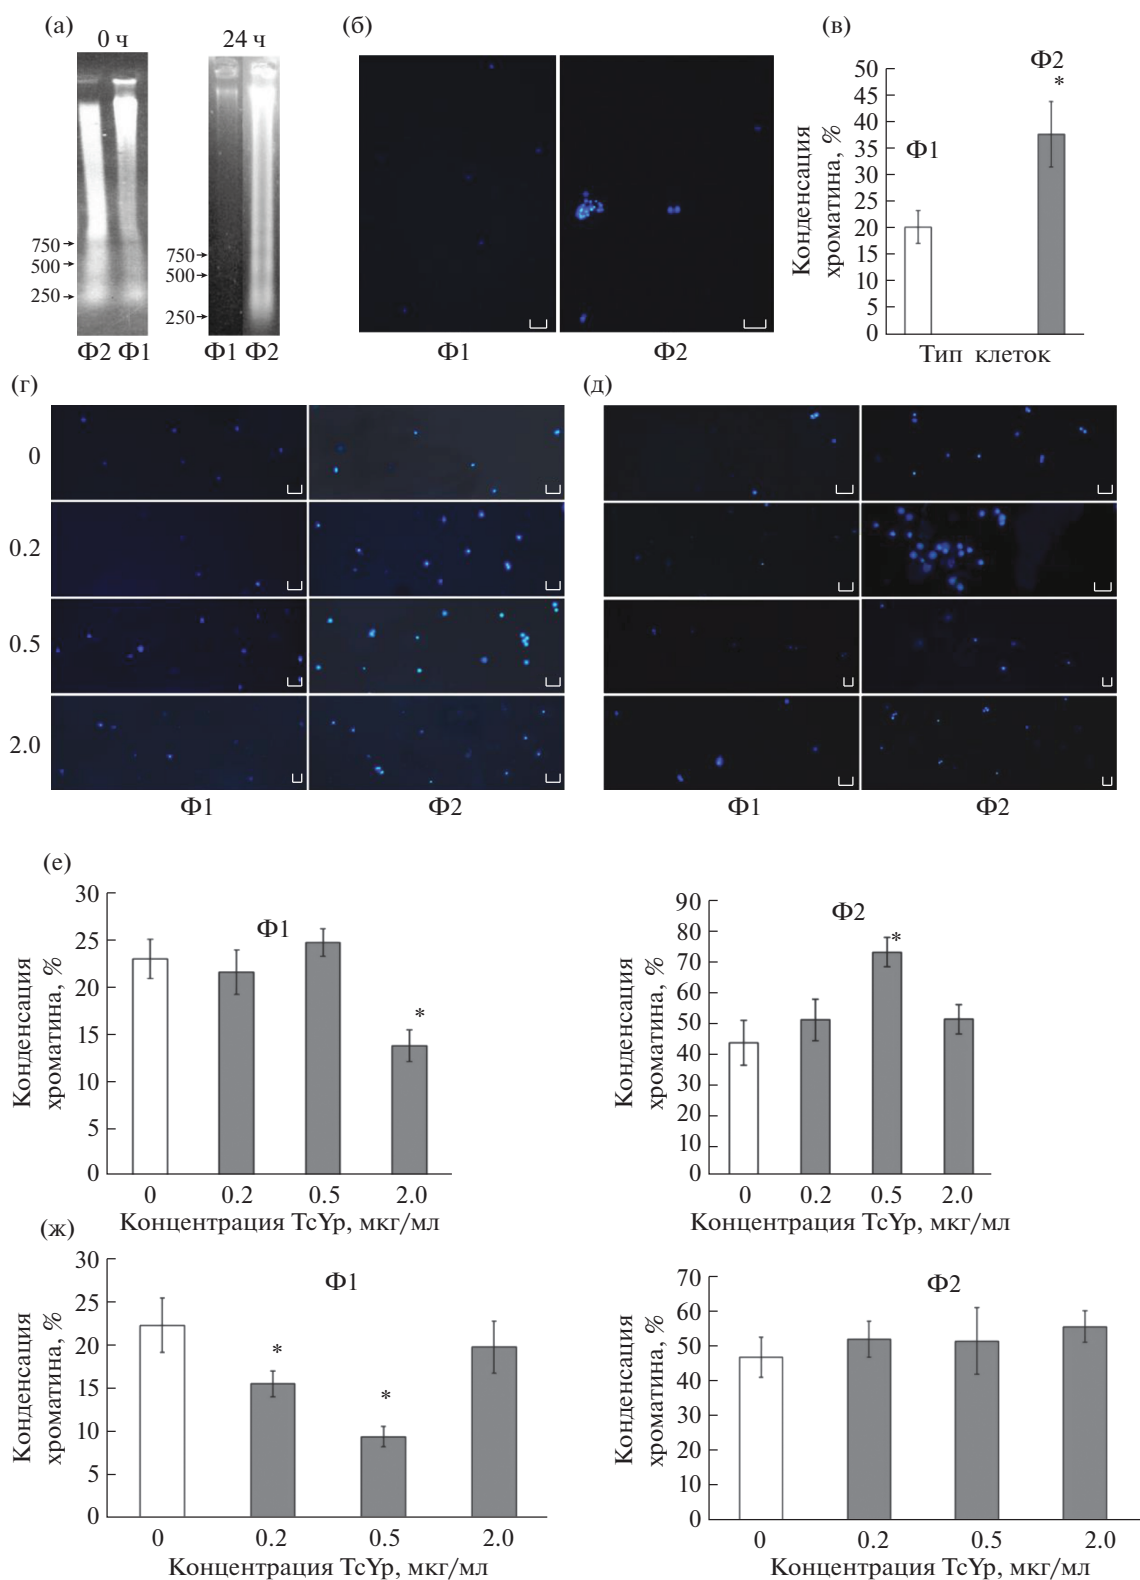 (а)
0 ч
24 ч
750
500
250
Ф2 Ф1
750
500
250
Ф1 Ф2
(б)
Ф1
Ф2
(в)
Конденсация
хроматина, %
50
45
40
35
30
25
20
15
10
5
0
Ф1
Ф2
*
Тип клеток
(г)
0
0.2
0.5
2.0
Ф1
Ф2
(д)
Ф1
Ф2
(е)
Конденсация
хроматина, %
30
25
20
15
10
5
0
Ф1
*
0 0.2 0.5 2.0
Концентрация TcYp, мкг/мл
Конденсация
хроматина, %
90
80
70
60
50
40
30
20
10
0
Ф2
*
0 0.2 0.5 2.0
Концентрация TcYp, мкг/мл
(ж)
Конденсация
хроматина, %
30
25
20
15
10
5
0
Ф1
*
*
0 0.2 0.5 2.0
Концентрация TcYp, мкг/мл
Конденсация
хроматина, %
70
60
50
40
30
20
10
0
Ф2
0 0.2 0.5 2.0
Концентрация TcYp, мкг/мл